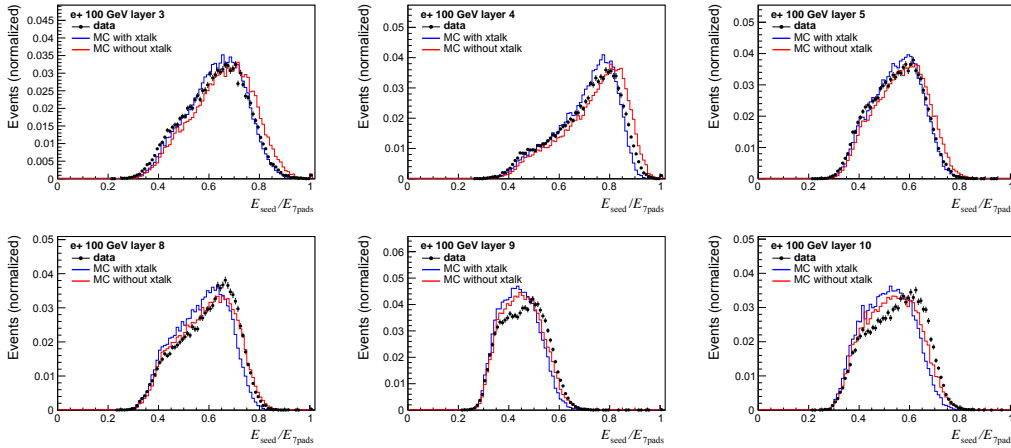 e+ 100 GeV layer 3
data
MC with xtalk
MC without xtalk
Events (normalized)
0.05
0.045
0.04
0.035
0.03
0.025
0.02
0.015
0.01
0.005
0
0 0.2 0.4 0.6 0.8 1
E_seed/E_7pads
e+ 100 GeV layer 4
data
MC with xtalk
MC without xtalk
Events (normalized)
0.05
0.04
0.03
0.02
0.01
0
0 0.2 0.4 0.6 0.8 1
E_seed/E_7pads
e+ 100 GeV layer 5
data
MC with xtalk
MC without xtalk
Events (normalized)
0.05
0.04
0.03
0.02
0.01
0
0 0.2 0.4 0.6 0.8 1
E_seed/E_7pads
e+ 100 GeV layer 8
data
MC with xtalk
MC without xtalk
Events (normalized)
0.05
0.04
0.03
0.02
0.01
0
0 0.2 0.4 0.6 0.8 1
E_seed/E_7pads
e+ 100 GeV layer 9
data
MC with xtalk
MC without xtalk
Events (normalized)
0.06
0.05
0.04
0.03
0.02
0.01
0
0 0.2 0.4 0.6 0.8 1
E_seed/E_7pads
e+ 100 GeV layer 10
data
MC with xtalk
MC without xtalk
Events (normalized)
0.05
0.04
0.03
0.02
0.01
0
0 0.2 0.4 0.6 0.8 1
E_seed/E_7pads